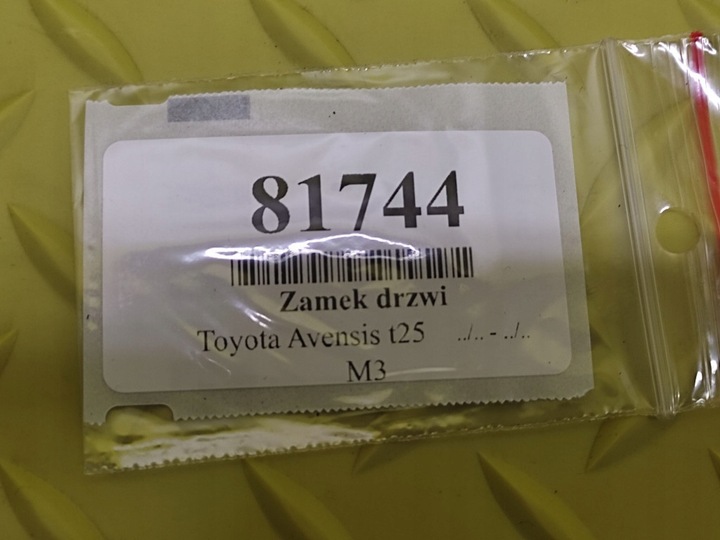 81744
Zamek drzwi
Toyota Avensis t25 ../.. - ../..
M3